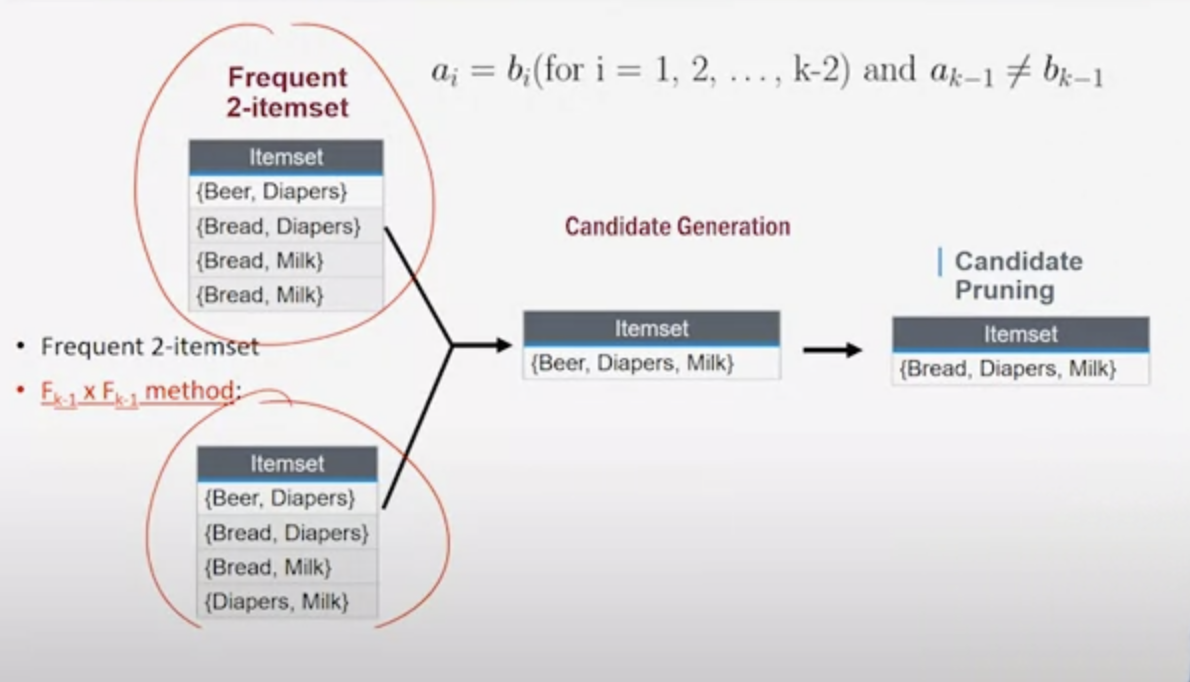 Frequent
2-itemset
a_i = b_i(for i = 1, 2, …, k-2) and a_{k−1} ≠ b_{k−1}
Itemset
{Beer, Diapers}
{Bread, Diapers}
{Bread, Milk}
{Bread, Milk}
• Frequent 2-itemset
• F_{k-1} x F_{k-1} method:
Itemset
{Beer, Diapers}
{Bread, Diapers}
{Bread, Milk}
{Diapers, Milk}
Candidate Generation
Itemset
{Beer, Diapers, Milk}
Candidate
Pruning
Itemset
{Bread, Diapers, Milk}